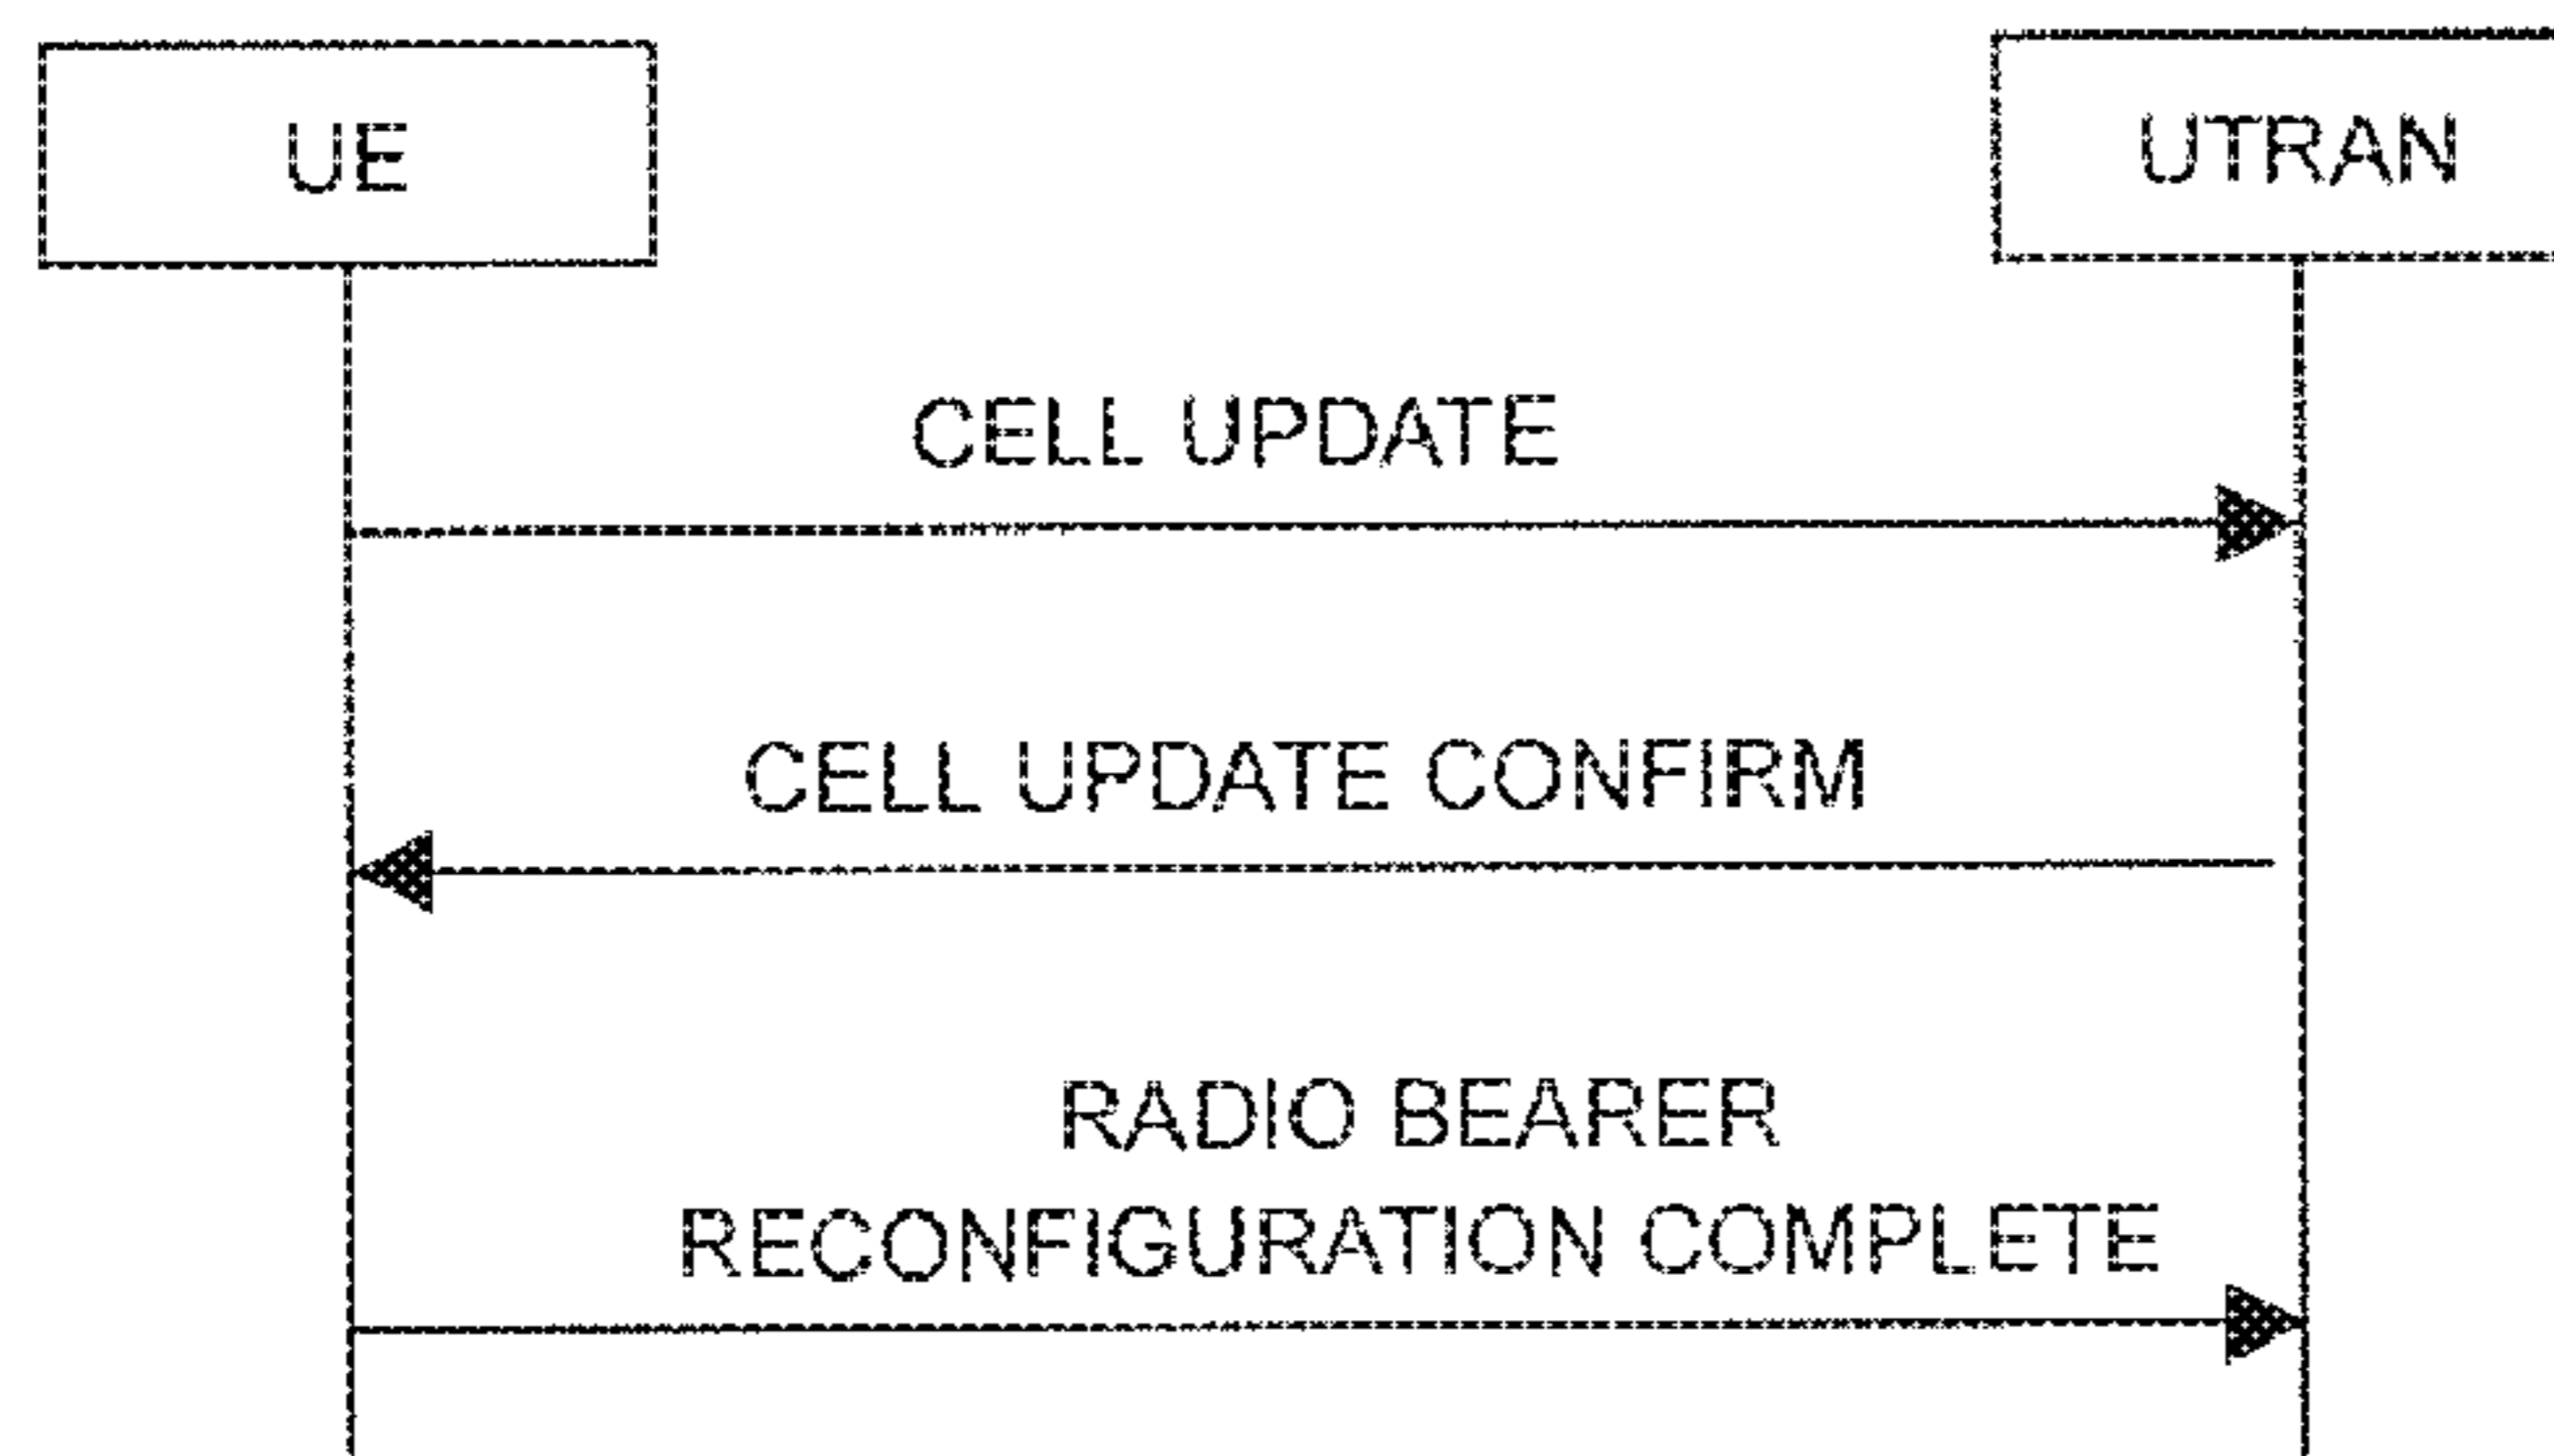 UE
UTRAN
CELL UPDATE
CELL UPDATE CONFIRM
RADIO BEARER
RECONFIGURATION COMPLETE